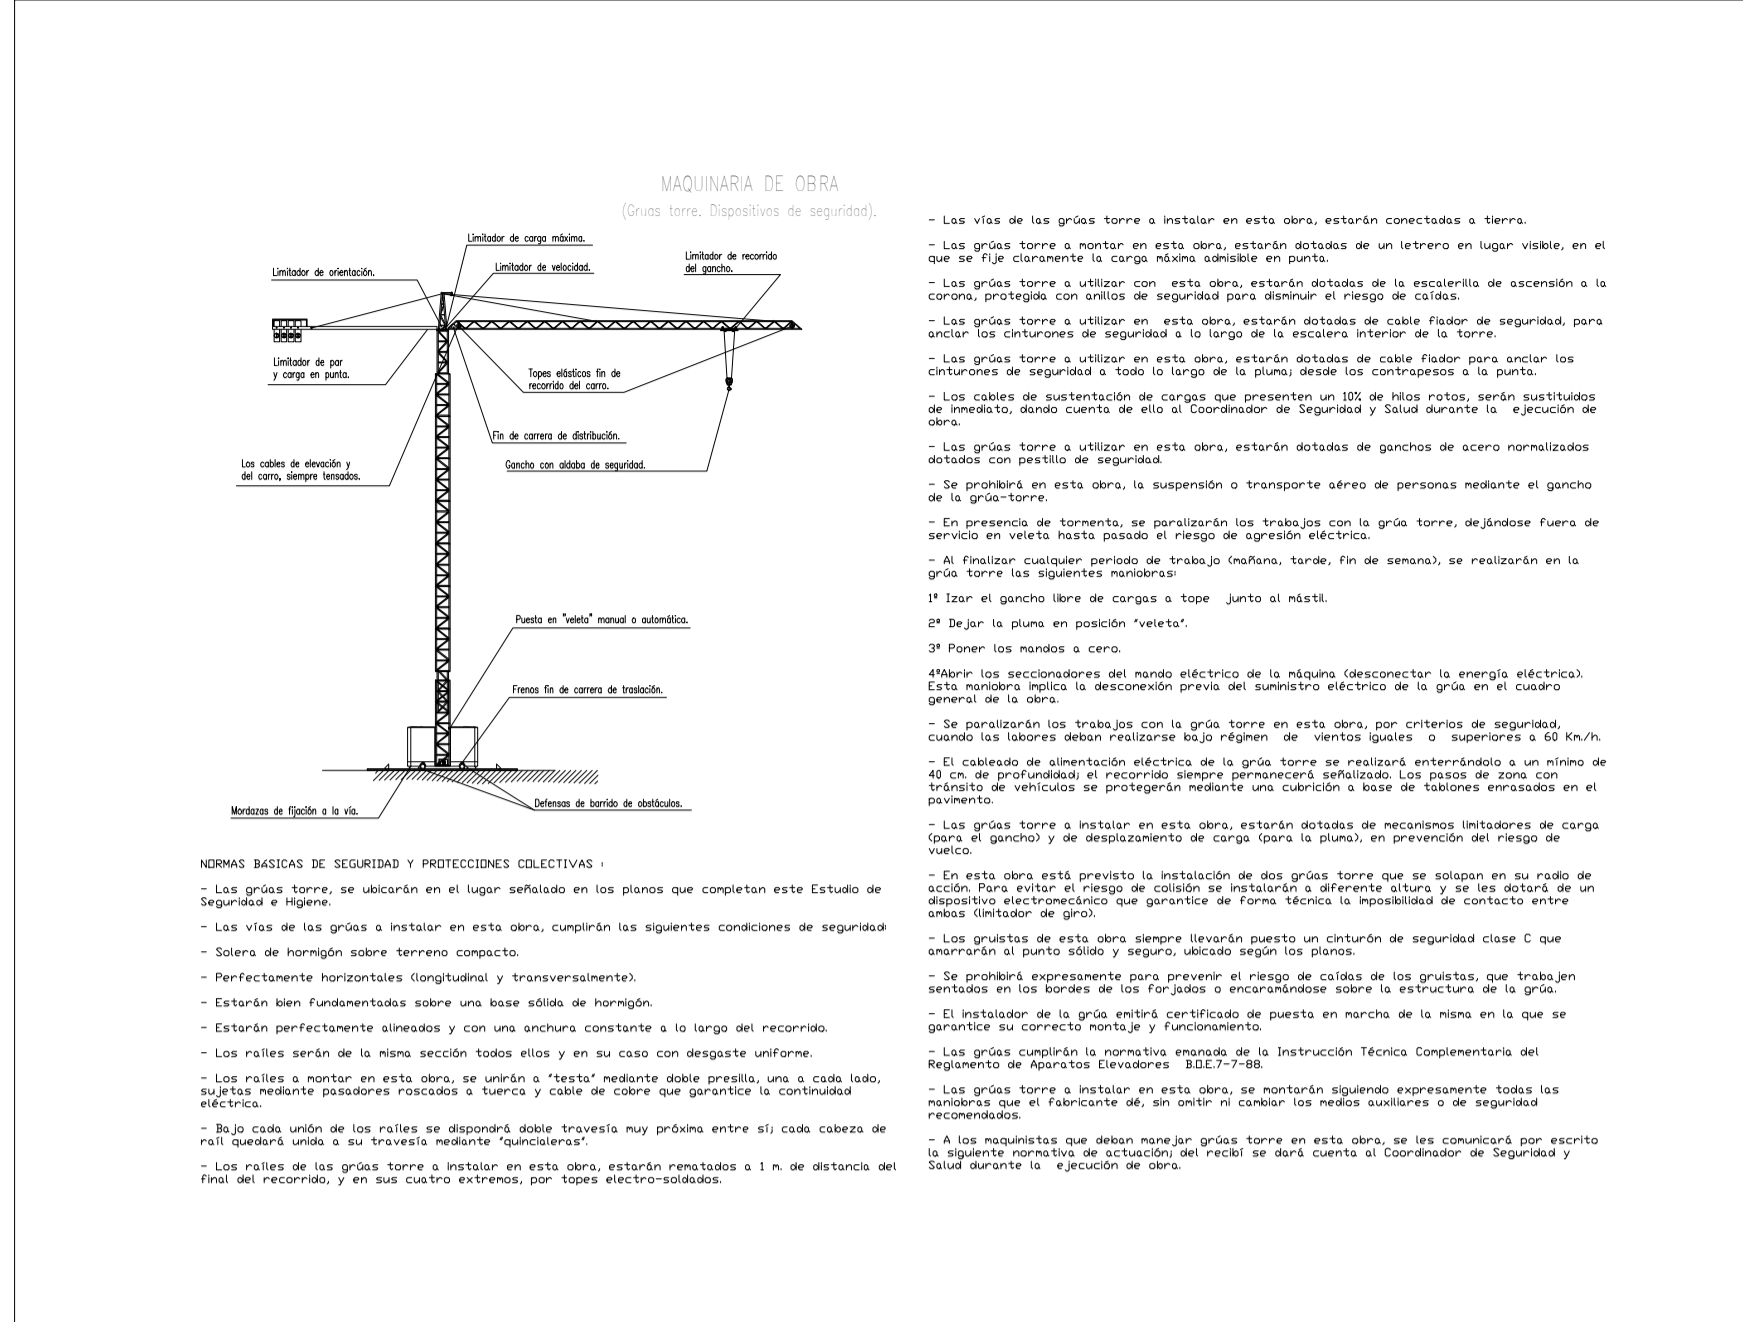 MAQUINARIA DE OBRA
(Gruas torre. Dispositivos de seguridad).
Limitador de carga máxima.
Limitador de orientación.
Limitador de velocidad.
Limitador de recorrido
del gancho.
Limitador de par
y carga en punta.
Topes elásticos fin de
recorrido del carro.
Fin de carrera de distribución.
Los cables de elevación y
del carro, siempre tensados.
Gancho con aldaba de seguridad.
Puesta en "veleta" manual o automática.
Frenos fin de carrera de traslación.
Mordazas de fijación a la vía.
Defensas de barrido de obstáculos.
NORMAS BASICAS DE SEGURIDAD Y PROTECCIONES COLECTIVAS :
- Las grúas torre, se ubicarán en el lugar señalado en los planos que completan este Estudio de
Seguridad e Higiene.
- Las vías de las grúas a instalar en esta obra, cumplirán las siguientes condiciones de seguridad:
- Solera de hormigón sobre terreno compacto.
- Perfectamente horizontales (longitudinal y transversalmente).
- Estarán bien fundamentadas sobre una base sólida de hormigón.
- Estarán perfectamente alineados y con una anchura constante a lo largo del recorrido.
- Los raíles serán de la misma sección todos ellos y en su caso con desgaste uniforme.
- Los raíles a montar en esta obra, se unirán a "testa" mediante doble presilla, una a cada lado,
sujetas mediante pasadores roscados a tuerca y cable de cobre que garantice la continuidad
eléctrica.
- Bajo cada unión de los raíles se dispondrá doble travesía muy próxima entre sí; cada cabeza de
raíl quedará unida a su travesía mediante "quincialeras".
- Los raíles de las grúas torre a instalar en esta obra, estarán rematados a 1 m. de distancia del
final del recorrido, y en sus cuatro extremos, por topes electro-soldados.
- Las vías de las grúas torre a instalar en esta obra, estarán conectadas a tierra.
- Las grúas torre a montar en esta obra, estarán dotadas de un letrero en lugar visible, en el
que se fije claramente la carga máxima admisible en punta.
- Las grúas torre a utilizar con esta obra, estarán dotadas de la escalerilla de ascensión a la
corona, protegida con anillos de seguridad para disminuir el riesgo de caídas.
- Las grúas torre a utilizar en esta obra, estarán dotadas de cable fiador de seguridad, para
anclar los cinturones de seguridad a lo largo de la escalera interior de la torre.
- Las grúas torre a utilizar en esta obra, estarán dotadas de cable fiador para anclar los
cinturones de seguridad a todo lo largo de la pluma; desde los contrapesos a la punta.
- Los cables de sustentación de cargas que presenten un 10% de hilos rotos, serán sustituidos
de inmediato, dando cuenta de ello al Coordinador de Seguridad y Salud durante la ejecución de
obra.
- Las grúas torre a utilizar en esta obra, estarán dotadas de ganchos de acero normalizados
dotados con pestillo de seguridad.
- Se prohibirá en esta obra, la suspensión o transporte aéreo de personas mediante el gancho
de la grúa-torre.
- En presencia de tormenta, se paralizarán los trabajos con la grúa torre, dejándose fuera de
servicio en veleta hasta pasado el riesgo de agresión eléctrica.
- Al finalizar cualquier periodo de trabajo (mañana, tarde, fin de semana), se realizarán en la
grúa torre las siguientes maniobras:
1º Izar el gancho libre de cargas a tope junto al mástil.
2º Dejar la pluma en posición "veleta".
3º Poner los mandos a cero.
4ºAbrir los seccionadores del mando eléctrico de la máquina (desconectar la energía eléctrica).
Esta maniobra implica la desconexión previa del suministro eléctrico de la grúa en el cuadro
general de la obra.
- Se paralizarán los trabajos con la grúa torre en esta obra, por criterios de seguridad,
cuando las labores deban realizarse bajo régimen de vientos iguales o superiores a 60 Km./h.
- El cableado de alimentación eléctrica de la grúa torre se realizará enterrándolo a un mínimo de
40 cm. de profundidad; el recorrido siempre permanecerá señalizado. Los pasos de zona con
tránsito de vehículos se protegerán mediante una cubrición a base de tablones enrasados en el
pavimento.
- Las grúas torre a instalar en esta obra, estarán dotadas de mecanismos limitadores de carga
(para el gancho) y de desplazamiento de carga (para la pluma), en prevención del riesgo de
vuelco.
- En esta obra está previsto la instalación de dos grúas torre que se solapan en su radio de
acción. Para evitar el riesgo de colisión se instalarán a diferente altura y se les dotará de un
dispositivo electromecánico que garantice de forma técnica la imposibilidad de contacto entre
ambas (limitador de giro).
- Los gruistas de esta obra siempre llevarán puesto un cinturón de seguridad clase C que
amarrarán al punto sólido y seguro, ubicado según los planos.
- Se prohibirá expresamente para prevenir el riesgo de caídas de los gruistas, que trabajen
sentados en los bordes de los forjados o encaramándose sobre la estructura de la grúa.
- El instalador de la grúa emitirá certificado de puesta en marcha de la misma en la que se
garantice su correcto montaje y funcionamiento.
- Las grúas cumplirán la normativa emanada de la Instrucción Técnica Complementaria del
Reglamento de Aparatos Elevadores B.O.E.7-7-88.
- Las grúas torre a instalar en esta obra, se montarán siguiendo expresamente todas las
maniobras que el fabricante dé, sin omitir ni cambiar los medios auxiliares o de seguridad
recomendados.
- A los maquinistas que deban manejar grúas torre en esta obra, se les comunicará por escrito
la siguiente normativa de actuación; del recibí se dará cuenta al Coordinador de Seguridad y
Salud durante la ejecución de obra.